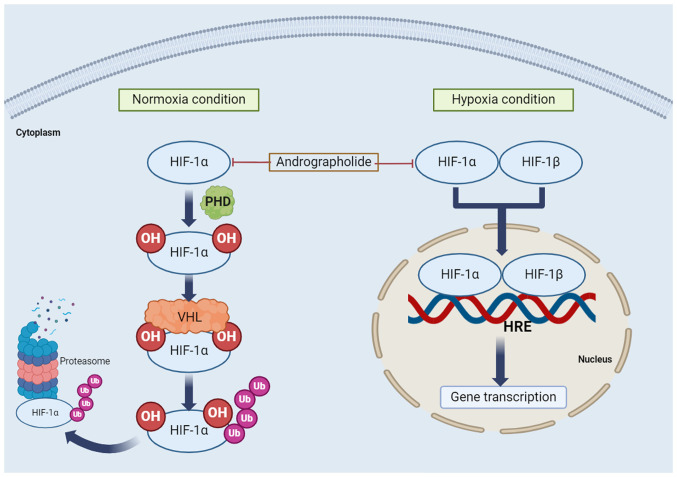 Normoxia condition
Hypoxia condition
Cytoplasm
HIF-1α
Andrographolide
HIF-1α
HIF-1β
PHD
OH
OH
HIF-1α
HIF-1α
HIF-1β
VHL
OH
OH
HIF-1α
HRE
Proteasome
Nucleus
Ub
Ub
Ub
HIF-1α
Ub
Ub
Ub
Ub
OH
OH
HIF-1α
Gene transcription